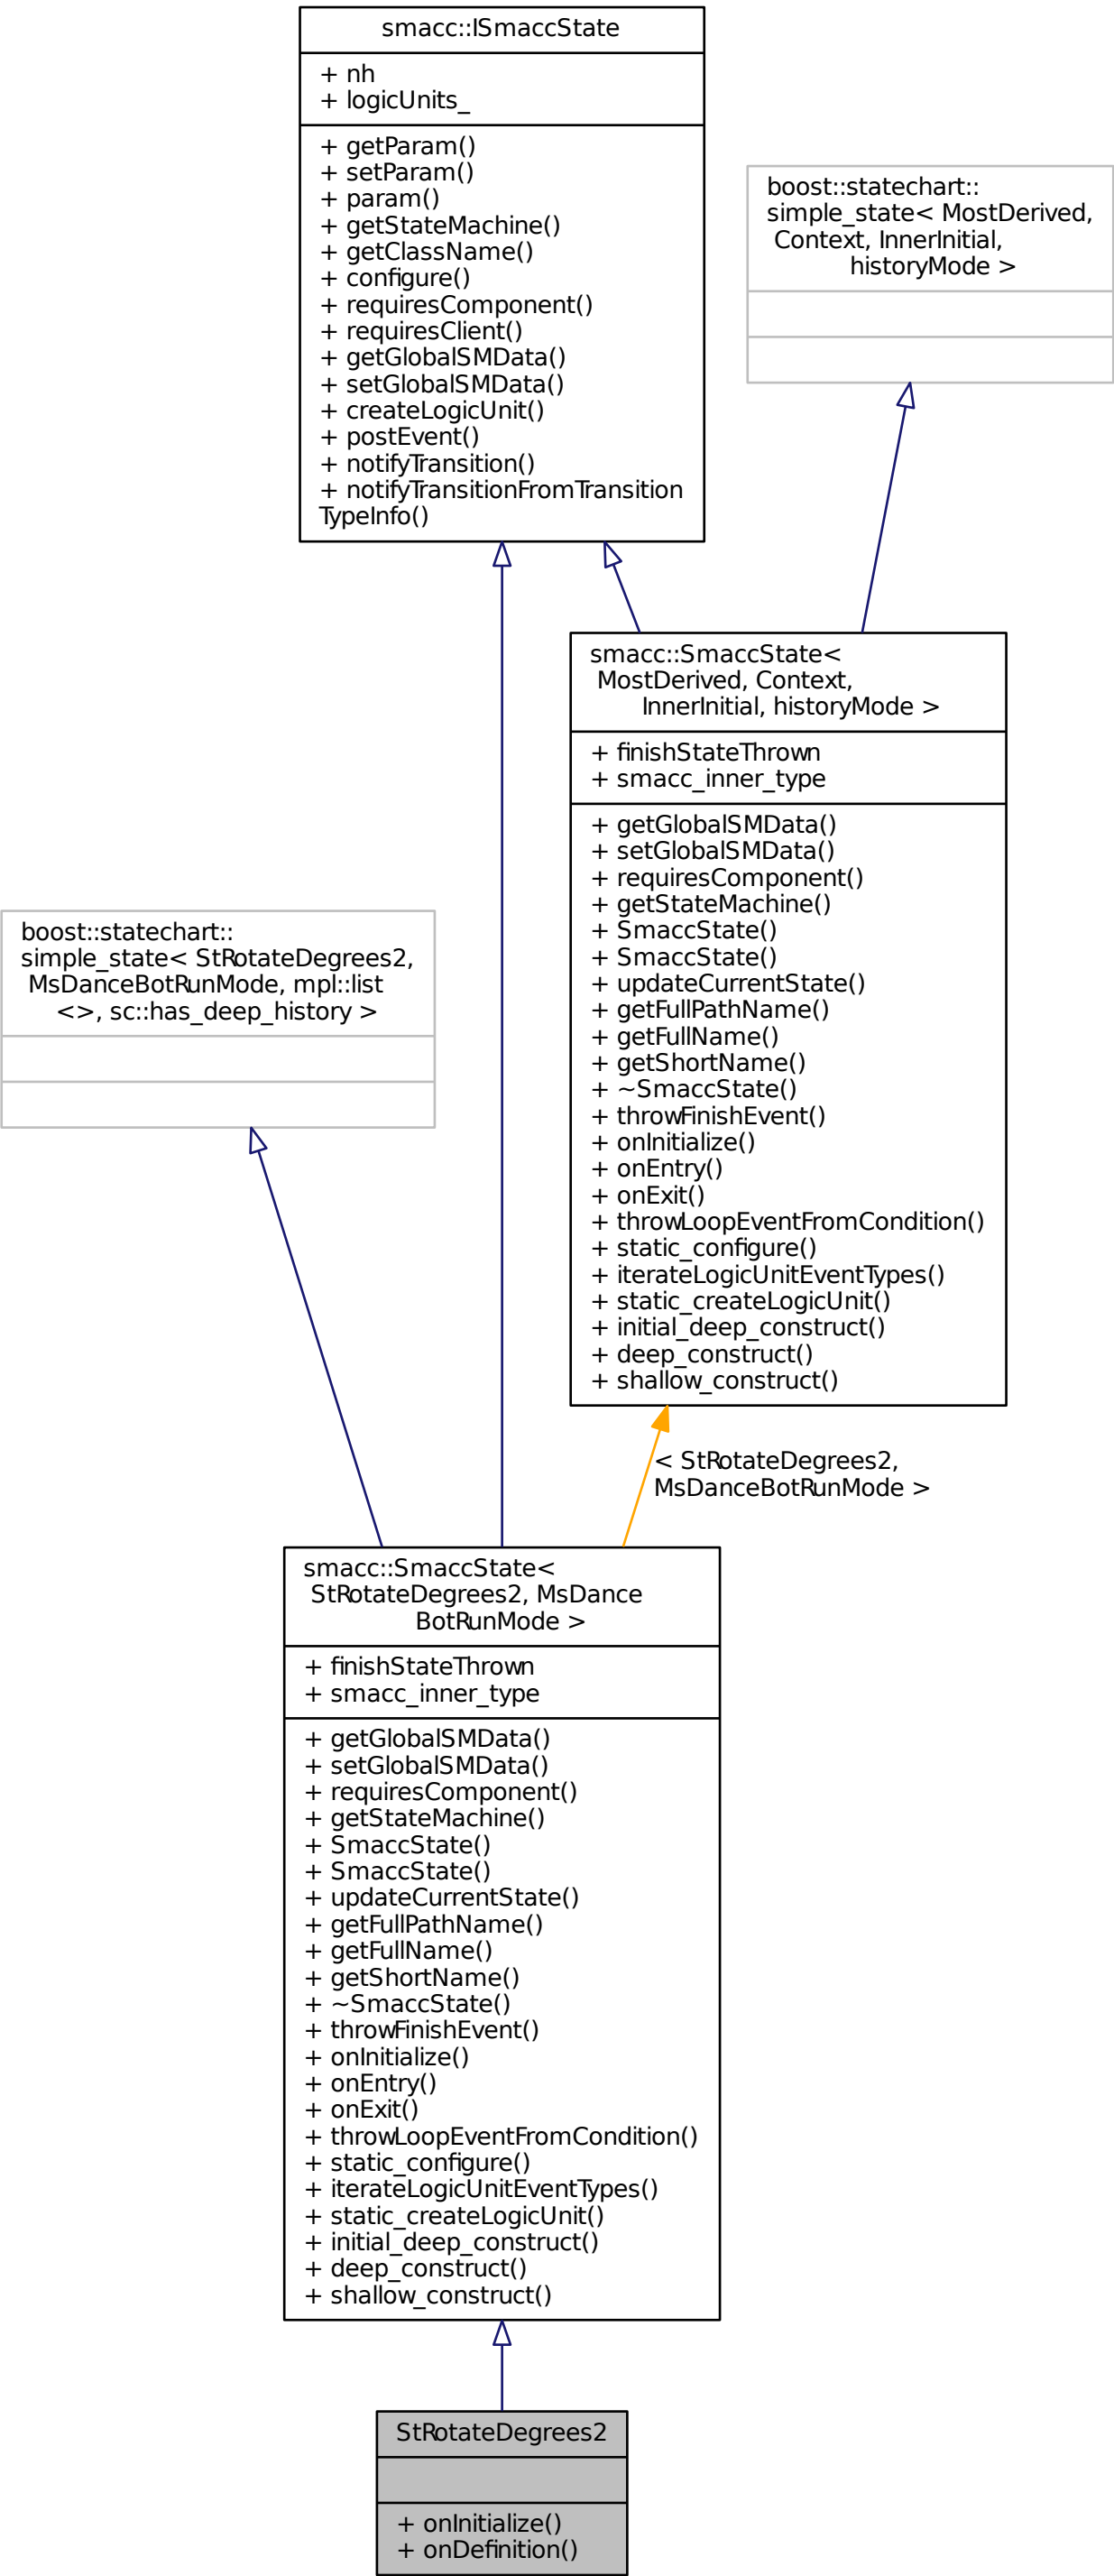 smacc::ISmaccState
+ nh
+ logicUnits_
+ getParam()
+ setParam()
+ param()
+ getStateMachine()
+ getClassName()
+ configure()
+ requiresComponent()
+ requiresClient()
+ getGlobalSMData()
+ setGlobalSMData()
+ createLogicUnit()
+ postEvent()
+ notifyTransition()
+ notifyTransitionFromTransition
TypeInfo()
boost::statechart::
simple_state< MostDerived,
Context, InnerInitial,
historyMode >
smacc::SmaccState<
MostDerived, Context,
InnerInitial, historyMode >
+ finishStateThrown
+ smacc_inner_type
+ getGlobalSMData()
+ setGlobalSMData()
+ requiresComponent()
+ getStateMachine()
+ SmaccState()
+ SmaccState()
+ updateCurrentState()
+ getFullPathName()
+ getFullName()
+ getShortName()
+ ~SmaccState()
+ throwFinishEvent()
+ onInitialize()
+ onEntry()
+ onExit()
+ throwLoopEventFromCondition()
+ static_configure()
+ iterateLogicUnitEventTypes()
+ static_createLogicUnit()
+ initial_deep_construct()
+ deep_construct()
+ shallow_construct()
boost::statechart::
simple_state< StRotateDegrees2,
MsDanceBotRunMode, mpl::list
<>, sc::has_deep_history >
< StRotateDegrees2,
MsDanceBotRunMode >
smacc::SmaccState<
StRotateDegrees2, MsDance
BotRunMode >
+ finishStateThrown
+ smacc_inner_type
+ getGlobalSMData()
+ setGlobalSMData()
+ requiresComponent()
+ getStateMachine()
+ SmaccState()
+ SmaccState()
+ updateCurrentState()
+ getFullPathName()
+ getFullName()
+ getShortName()
+ ~SmaccState()
+ throwFinishEvent()
+ onInitialize()
+ onEntry()
+ onExit()
+ throwLoopEventFromCondition()
+ static_configure()
+ iterateLogicUnitEventTypes()
+ static_createLogicUnit()
+ initial_deep_construct()
+ deep_construct()
+ shallow_construct()
StRotateDegrees2
+ onInitialize()
+ onDefinition()